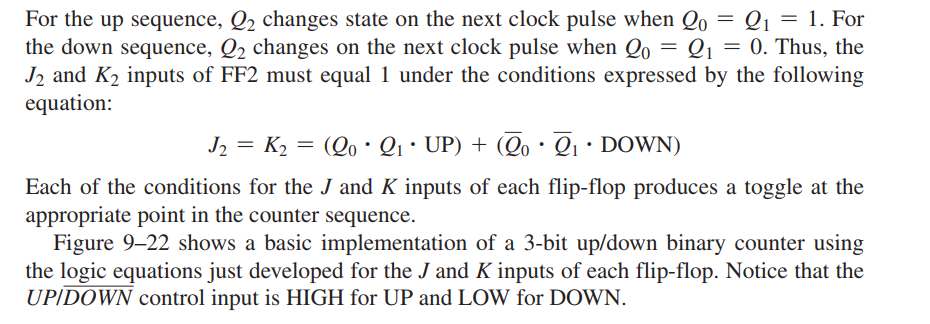 For the up sequence, Q₂ changes state on the next clock pulse when Q₀ = Q₁ = 1. For
the down sequence, Q₂ changes on the next clock pulse when Q₀ = Q₁ = 0. Thus, the
J₂ and K₂ inputs of FF2 must equal 1 under the conditions expressed by the following
equation:
J₂ = K₂ = (Q₀ · Q₁ · UP) + (Q̅₀ · Q̅₁ · DOWN)
Each of the conditions for the J and K inputs of each flip-flop produces a toggle at the
appropriate point in the counter sequence.
Figure 9–22 shows a basic implementation of a 3-bit up/down binary counter using
the logic equations just developed for the J and K inputs of each flip-flop. Notice that the
UP/D̅O̅W̅N̅ control input is HIGH for UP and LOW for DOWN.